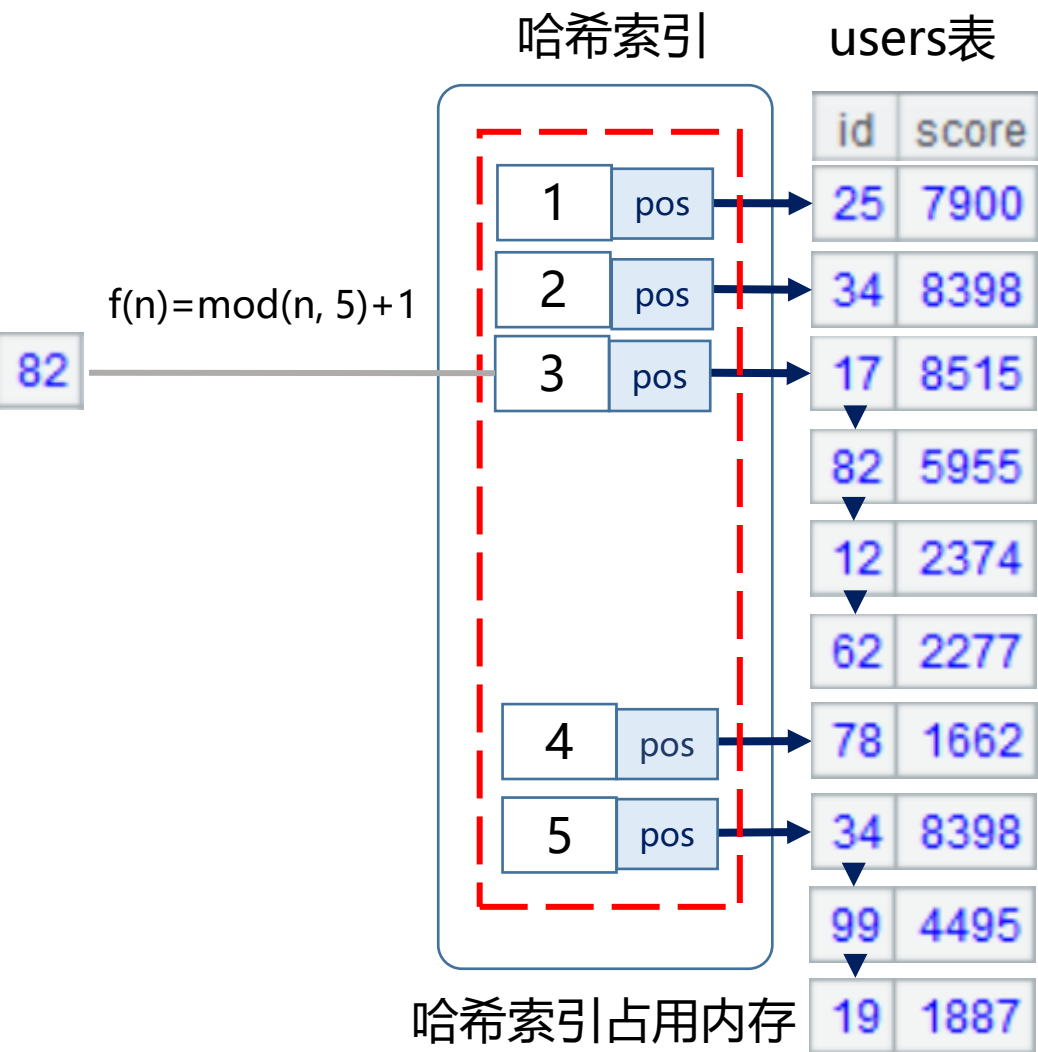 哈希索引 users表
id score
1 pos 25 7900
f(n)=mod(n, 5)+1 2 pos 34 8398
82 3 pos 17 8515
82 5955
12 2374
62 2277
4 pos 78 1662
5 pos 34 8398
99 4495
哈希索引占用内存 19 1887